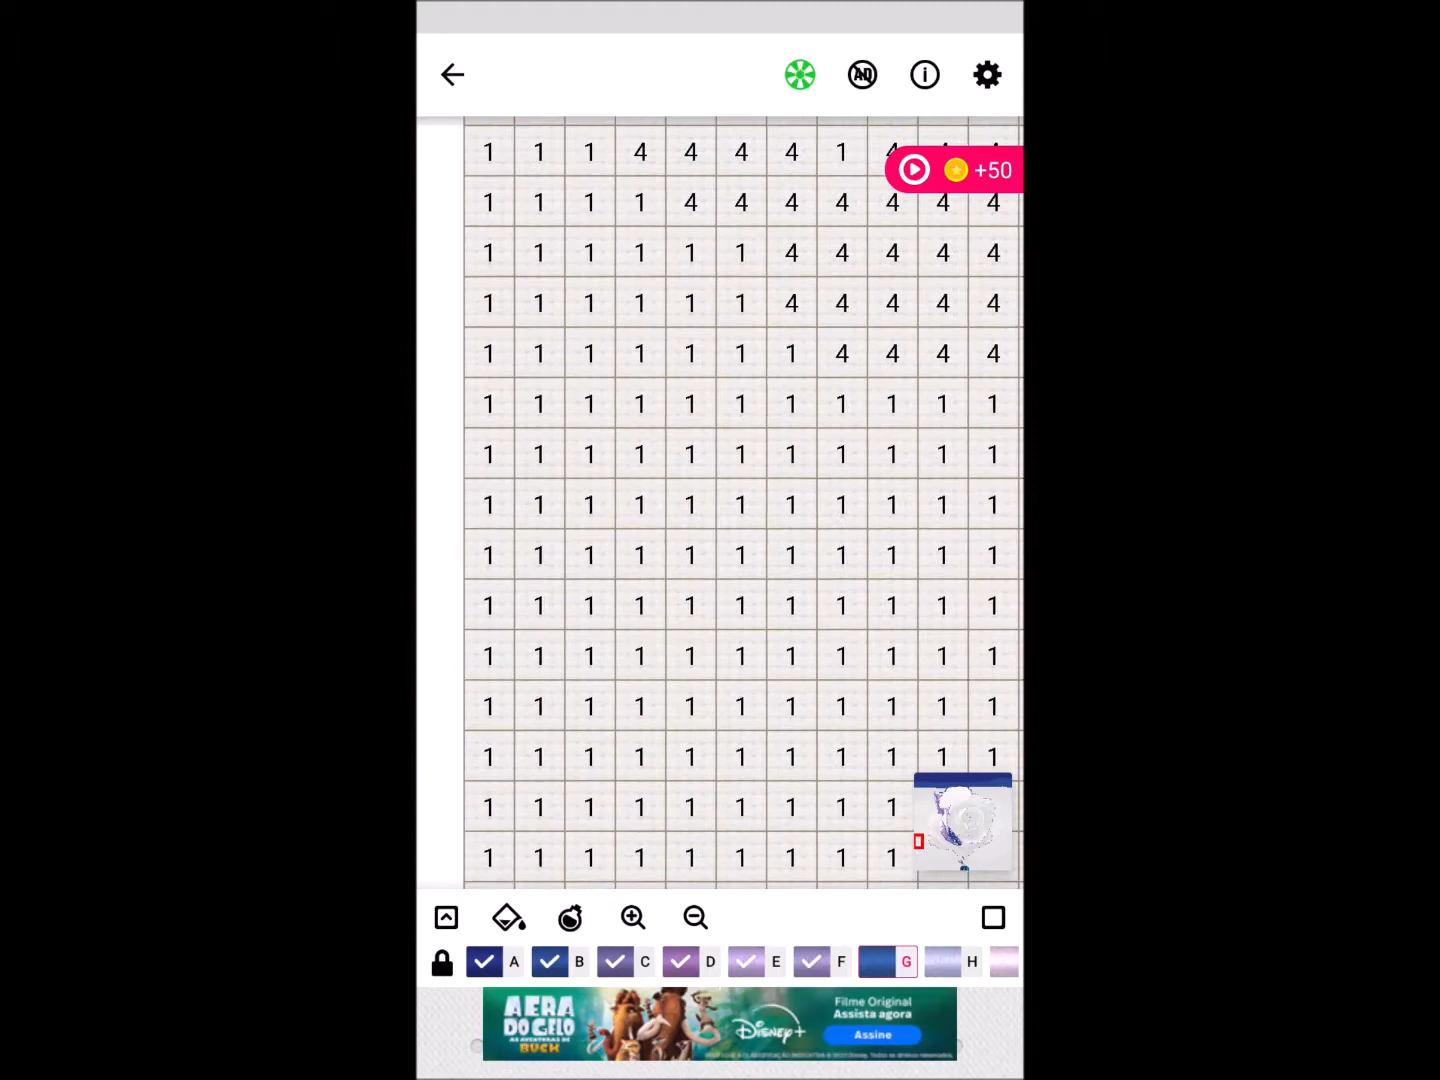 AD i
1 1 1 4 4 4 4 1
+50
1 1 1 1 4 4 4 4 4 4 4
1 1 1 1 1 1 4 4 4 4 4
1 1 1 1 1 1 4 4 4 4 4
1 1 1 1 1 1 1 4 4 4 4
1 1 1 1 1 1 1 1 1 1 1
1 1 1 1 1 1 1 1 1 1 1
1 1 1 1 1 1 1 1 1 1 1
1 1 1 1 1 1 1 1 1 1 1
1 1 1 1 1 1 1 1 1 1 1
1 1 1 1 1 1 1 1 1 1 1
1 1 1 1 1 1 1 1 1 1 1
1 1 1 1 1 1 1 1 1 1 1
1 1 1 1 1 1 1 1 1
1 1 1 1 1 1 1 1 1
A B C D E F G H
A ERA
DO GELO
AS AVENTURAS DE
BUCK
Disney+
Filme Original
Assista agora
Assine